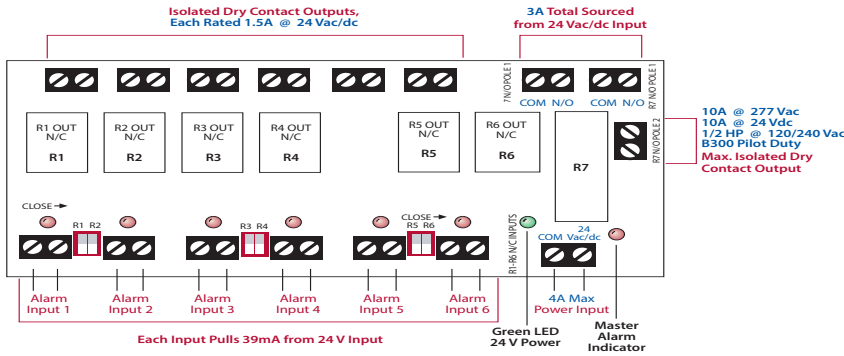 Isolated Dry Contact Outputs,
Each Rated 1.5A @ 24 Vac/dc
3A Total Sourced
from 24 Vac/dc Input
7 N/O POLE 1
COM N/O
COM N/O
R7 N/O POLE 1
R1 OUT
N/C
R1
R2 OUT
N/C
R2
R3 OUT
N/C
R3
R4 OUT
N/C
R4
R5 OUT
N/C
R5
R6 OUT
N/C
R6
R7
R7 N/O POLE 2
10A @ 277 Vac
10A @ 24 Vdc
1/2 HP @ 120/240 Vac
B300 Pilot Duty
Max. Isolated Dry
Contact Output
CLOSE
R1 R2
R3 R4
CLOSE
R5 R6
R1-R6 N/C INPUTS
24
COM Vac/dc
Alarm
Input 1
Alarm
Input 2
Alarm
Input 3
Alarm
Input 4
Alarm
Input 5
Alarm
Input 6
4A Max
Power Input
Each Input Pulls 39mA from 24 V Input
Green LED
24 V Power
Master
Alarm
Indicator